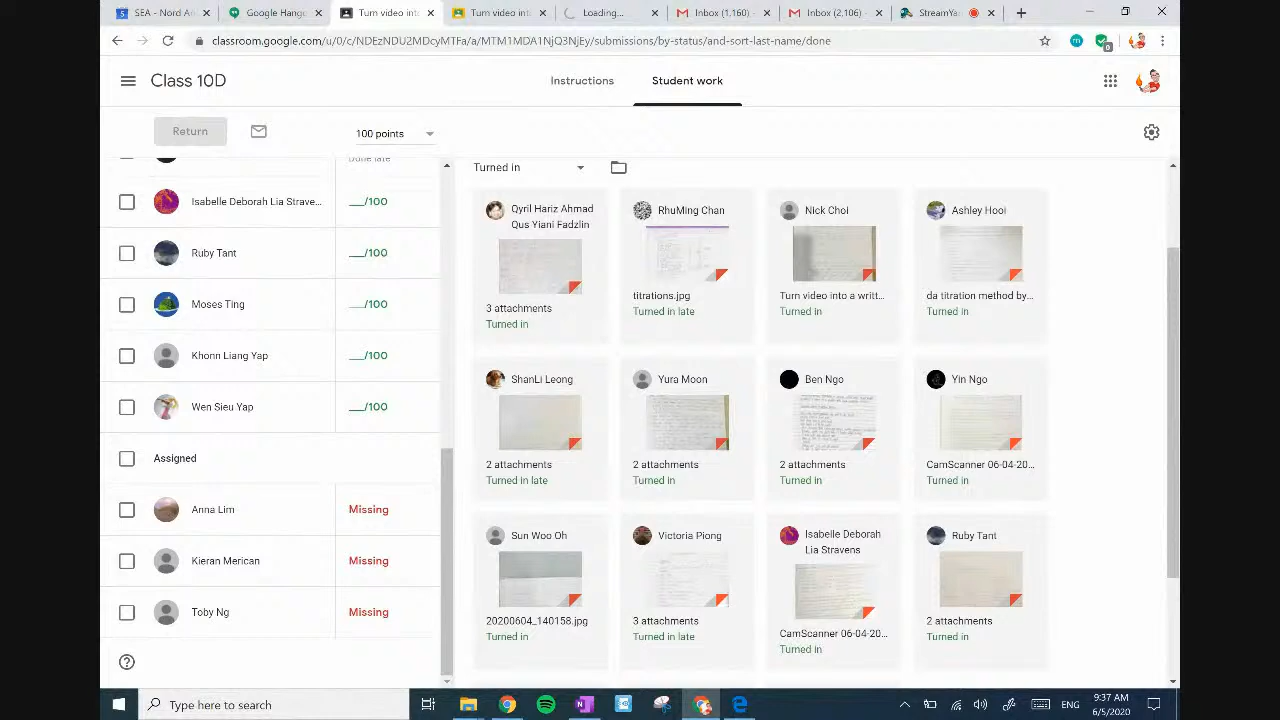 SEA - Nord An
Google Hango
Turn video into
Turn video into
Loading...
Inbox (1,160) -
Inbox (2,106) -
StreamYa
classroom.google.com/u/0/c/NDEzNDU2MDcyMTFa/a/MTM1MDA1NjQ3NjEy/submissions/by-status/and-sort-last-name/done
Class 10D
Instructions
Student work
Return
100 points
Turned in
Done late
Isabelle Deborah Lia Strave...
__/100
Ruby Tant
__/100
Moses Ting
__/100
Khonn Liang Yap
__/100
Wen Sieu Yap
__/100
Assigned
Anna Lim
Missing
Kieran Merican
Missing
Toby Ng
Missing
Qyril Hariz Ahmad
Qus Yiani Fadzlin
3 attachments
Turned in
RhuMIng Chan
titrations.jpg
Turned in late
Nick Choi
Turn video into a writt...
Turned in
Ashley Hooi
da titration method by...
Turned in
ShanLi Leong
2 attachments
Turned in late
Yura Moon
2 attachments
Turned in
Ben Ngo
2 attachments
Turned in
Yin Ngo
CamScanner 06-04-20...
Turned in
Sun Woo Oh
20200604_140158.jpg
Turned in
Victoria Piong
3 attachments
Turned in late
Isabelle Deborah
Lia Stravens
CamScanner 06-04-20...
Turned in
Ruby Tant
2 attachments
Turned in
Type here to search
ENG
9:37 AM
6/5/2020